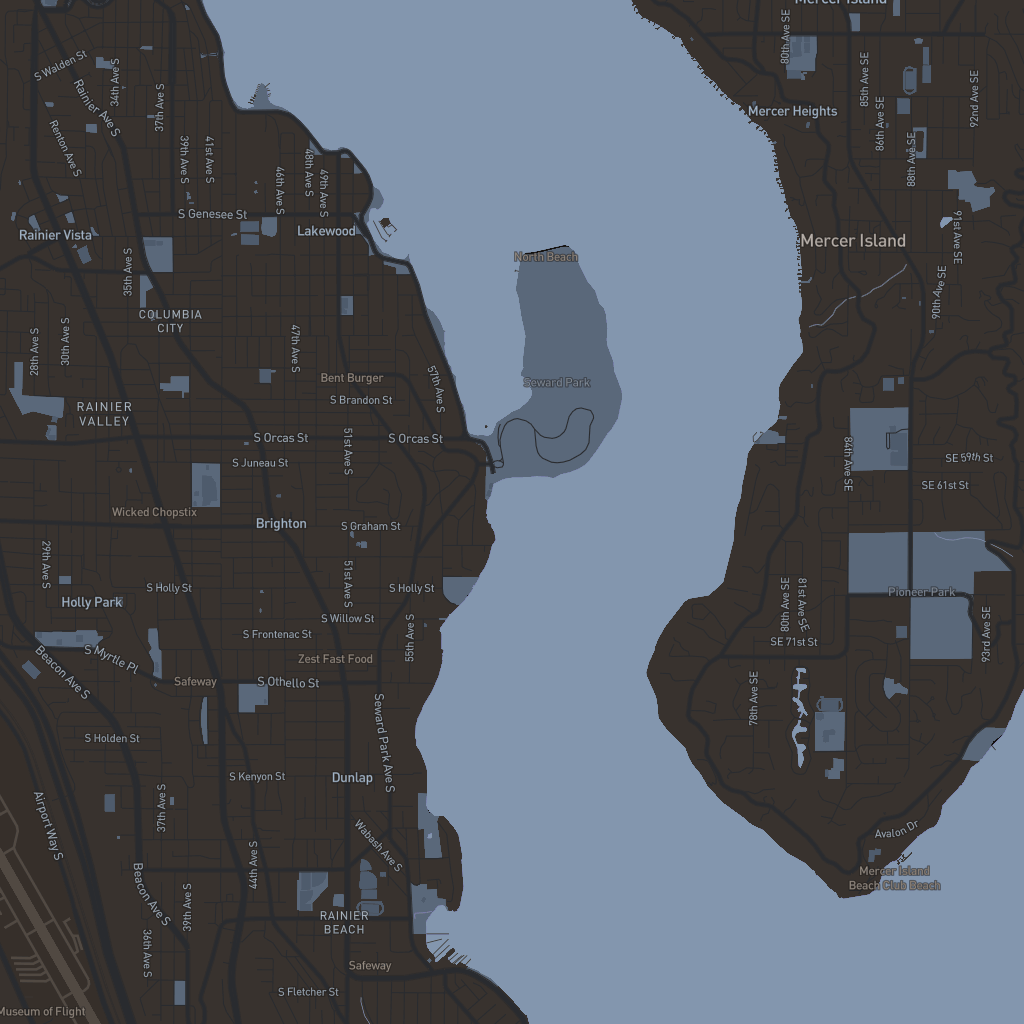 Mercer Island
S Walden St
34th Ave S
80th Ave SE
85th Ave SE
92nd Ave SE
Rainier Ave S
37th Ave S
Mercer Heights
86th Ave SE
Renton Ave S
39th Ave S
41st Ave S
46th Ave S
48th Ave S
49th Ave S
88th Ave SE
S Genesee St
Lakewood
91st Ave SE
Rainier Vista
Mercer Island
North Beach
35th Ave S
90th Ave SE
COLUMBIA
CITY
28th Ave S
30th Ave S
47th Ave S
Bent Burger
57th Ave S
Seward Park
S Brandon St
RAINIER
VALLEY
S Orcas St
S Orcas St
51st Ave S
84th Ave SE
SE 59th St
S Juneau St
SE 61st St
Wicked Chopstix
Brighton
S Graham St
29th Ave S
S Holly St
51st Ave S
S Holly St
80th Ave SE
81st Ave SE
Pioneer Park
Holly Park
S Willow St
S Frontenac St
55th Ave S
SE 71st St
93rd Ave SE
S Myrtle Pl
Zest Fast Food
Beacon Ave S
Safeway
S Othello St
78th Ave SE
Seward Park Ave S
S Holden St
S Kenyon St
Dunlap
37th Ave S
Airport Way S
Avalon Dr
Wabash Ave S
44th Ave S
Mercer Island
Beach Club Beach
Beacon Ave S
39th Ave S
RAINIER
BEACH
36th Ave S
Safeway
S Fletcher St
Museum of Flight